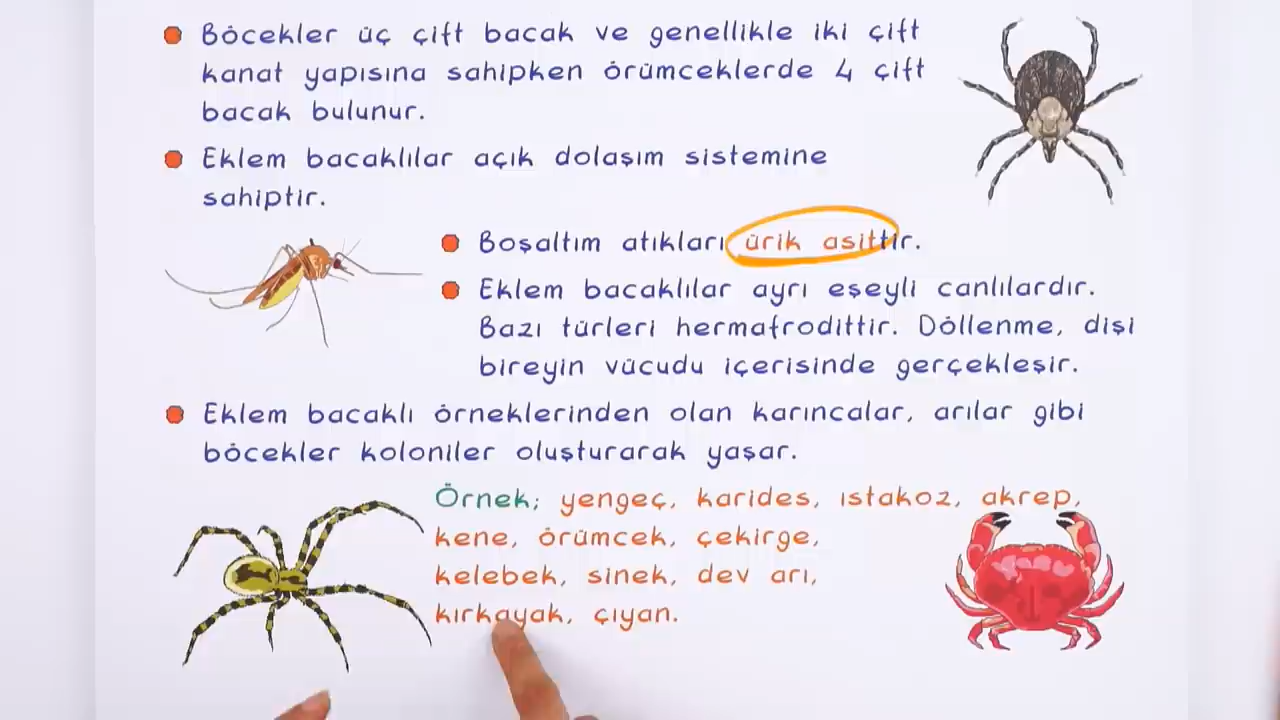 Böcekler üç çift bacak ve genellikle iki çift
kanat yapısına sahipken örümceklerde 4 çift
bacak bulunur.
Eklem bacaklılar açık dolaşım sistemine
sahiptir.
Boşaltım atıkları ürik asittir.
Eklem bacaklılar ayrı eşeyli canlılardır.
Bazı türleri hermafrodittir. Döllenme, dişi
bireyin vücudu içerisinde gerçekleşir.
Eklem bacaklı örneklerinden olan karıncalar, arılar gibi
böcekler koloniler oluşturarak yaşar.
Örnek; yengeç, karides, ıstakoz, akrep,
kene, örümcek, çekirge,
kelebek, sinek, dev arı,
kırkayak, çıyan.